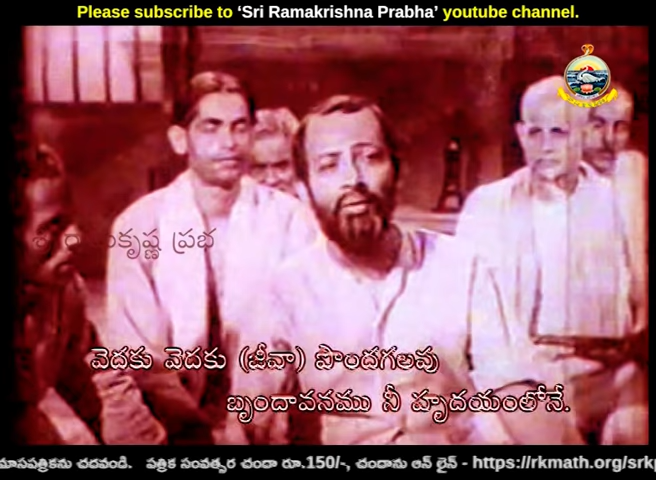 Please subscribe to ‘Sri Ramakrishna Prabha’ youtube channel.
కృష్ణ ప్రభ
వెదకు వెదకు (జీవా) పొందగలవు
బృందావనము నీ హృదయంలోనే.
మాసపత్రికను చదవండి. పత్రిక సంవత్సర చందా రూ.150/-, చందాను ఆన్ లైన్ - https://rkmath.org/srkp